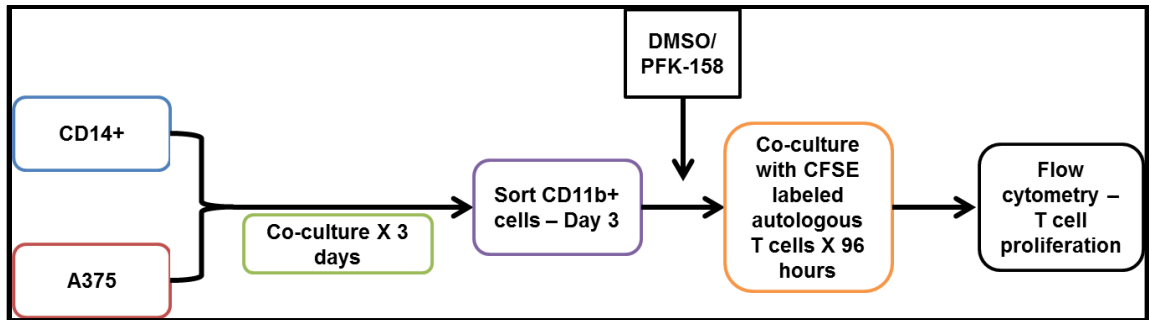 CD14+
A375
Co-culture X 3
days
Sort CD11b+
cells – Day 3
DMSO/
PFK-158
Co-culture
with CFSE
labeled
autologous
T cells X 96
hours
Flow
cytometry –
T cell
proliferation